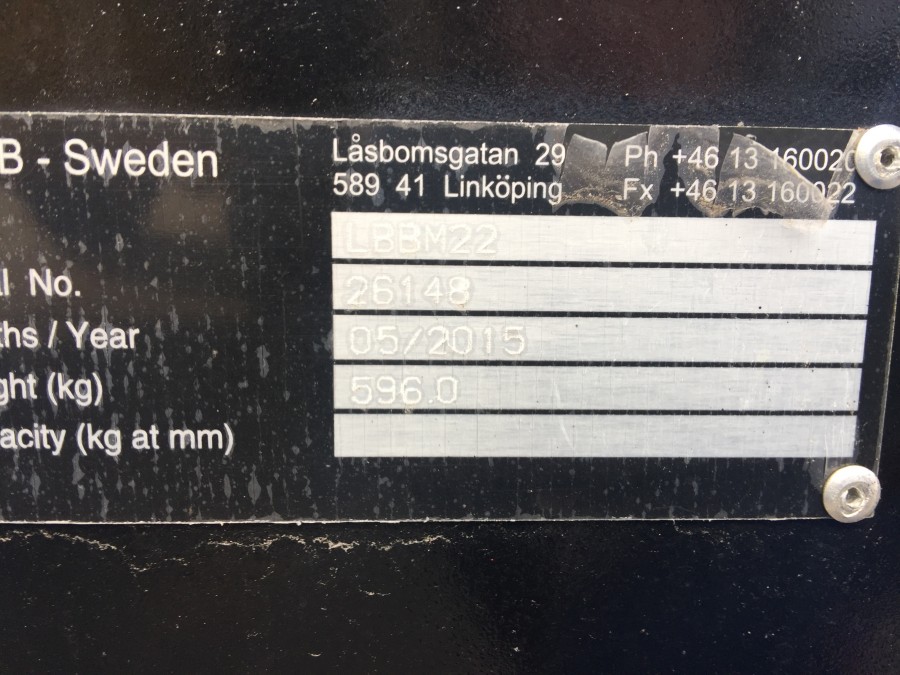 B - Sweden
Låsbomsgatan 29 Ph +46 13 160020
589 41 Linköping Fx +46 13 160022
LBBM22
l No. 26148
ths / Year 05/2015
ght (kg) 596.0
acity (kg at mm)